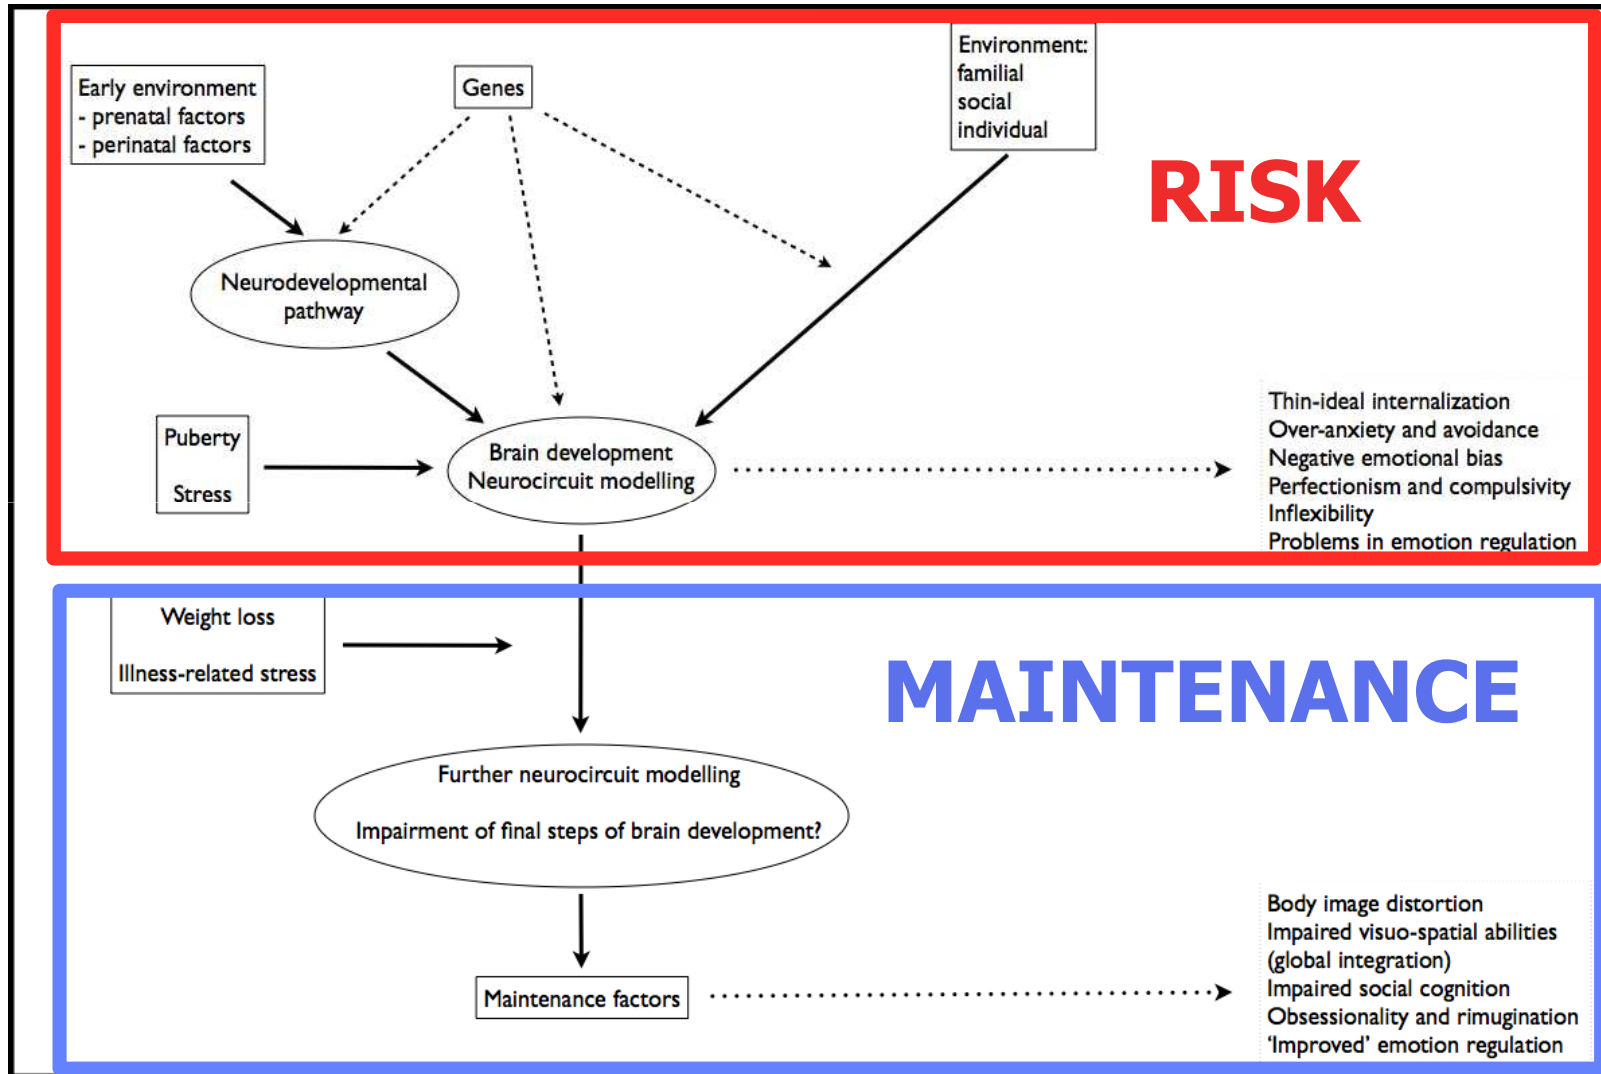 Early environment
- prenatal factors
- perinatal factors
Genes
Environment:
familial
social
individual
RISK
Neurodevelopmental
pathway
Puberty
Stress
Brain development
Neurocircuit modelling
Thin-ideal internalization
Over-anxiety and avoidance
Negative emotional bias
Perfectionism and compulsivity
Inflexibility
Problems in emotion regulation
Weight loss
Illness-related stress
MAINTENANCE
Further neurocircuit modelling
Impairment of final steps of brain development?
Maintenance factors
Body image distortion
Impaired visuo-spatial abilities
(global integration)
Impaired social cognition
Obsessionality and rimugination
‘Improved’ emotion regulation